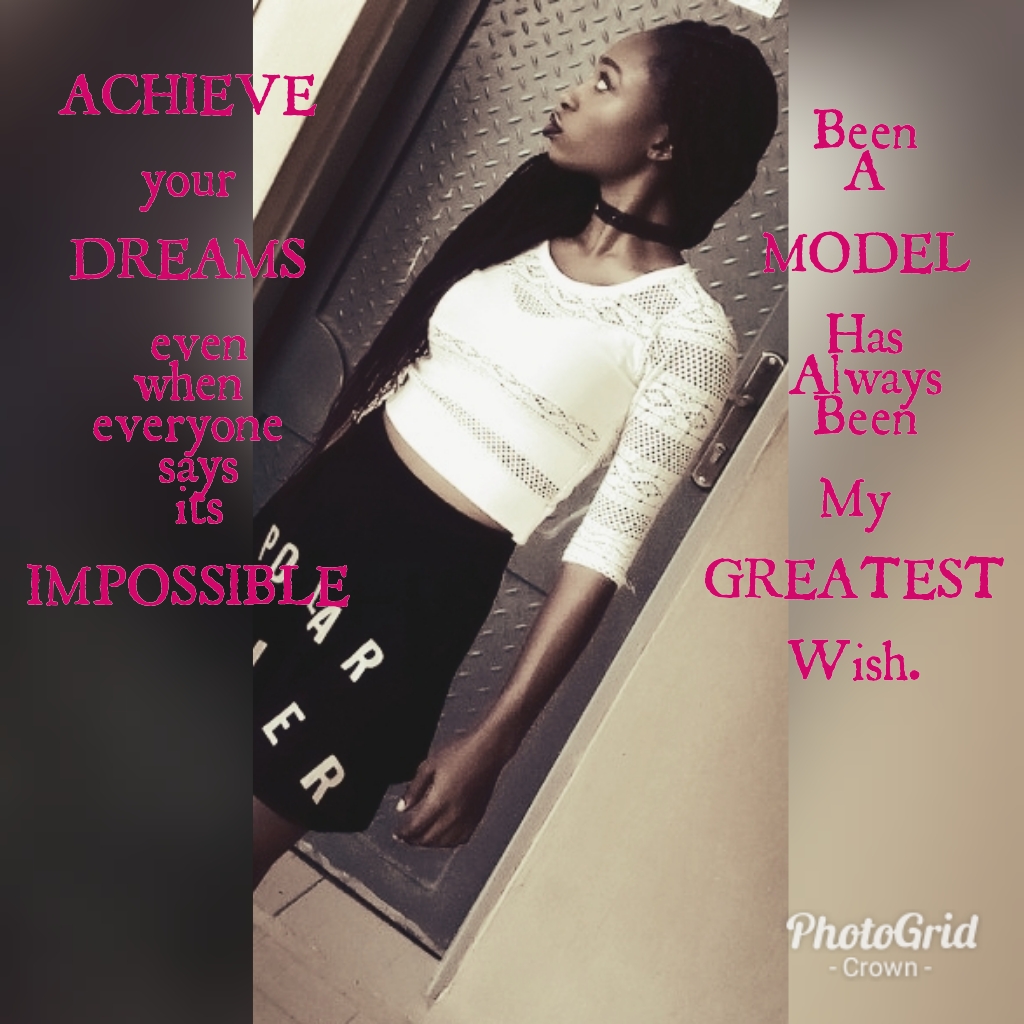 ACHIEVE
your
DREAMS
even
when
everyone
says
its
IMPOSSIBLE
Been
A
MODEL
Has
Always
Been
My
GREATEST
Wish.
ER
PhotoGrid
- Crown -